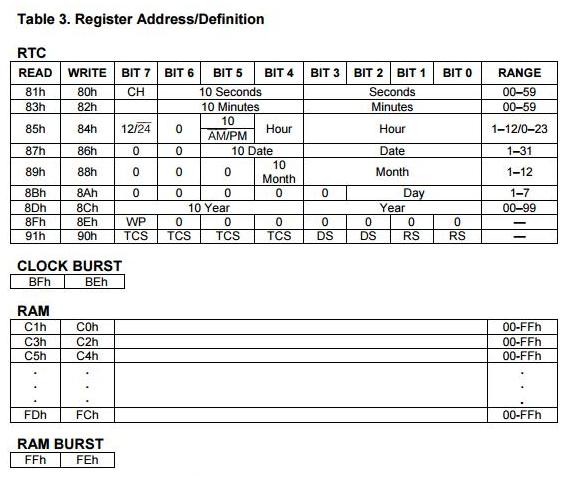 Table 3. Register Address/Definition
RTC
READ WRITE BIT 7 BIT 6 BIT 5 BIT 4 BIT 3 BIT 2 BIT 1 BIT 0 RANGE
81h 80h CH 10 Seconds Seconds 00–59
83h 82h 10 Minutes Minutes 00–59
85h 84h 12/24 0 10 AM/PM Hour Hour 1–12/0–23
87h 86h 0 0 10 Date Date 1–31
89h 88h 0 0 0 10 Month Month 1–12
8Bh 8Ah 0 0 0 0 0 Day 1–7
8Dh 8Ch 10 Year Year 00–99
8Fh 8Eh WP 0 0 0 0 0 0 0 —
91h 90h TCS TCS TCS TCS DS DS RS RS —
CLOCK BURST
BFh BEh
RAM
C1h C0h 00-FFh
C3h C2h 00-FFh
C5h C4h 00-FFh
. . .
. . .
. . .
FDh FCh 00-FFh
RAM BURST
FFh FEh